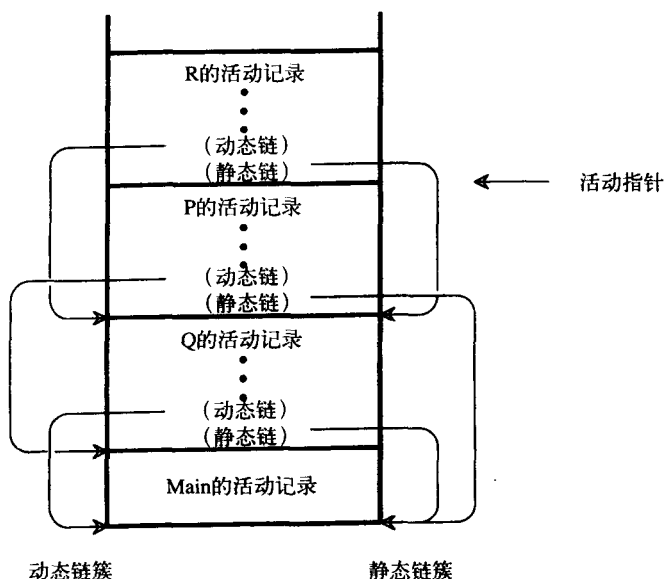 R的活动记录
（动态链）
（静态链）
活动指针
P的活动记录
（动态链）
（静态链）
Q的活动记录
（动态链）
（静态链）
Main的活动记录
动态链簇
静态链簇